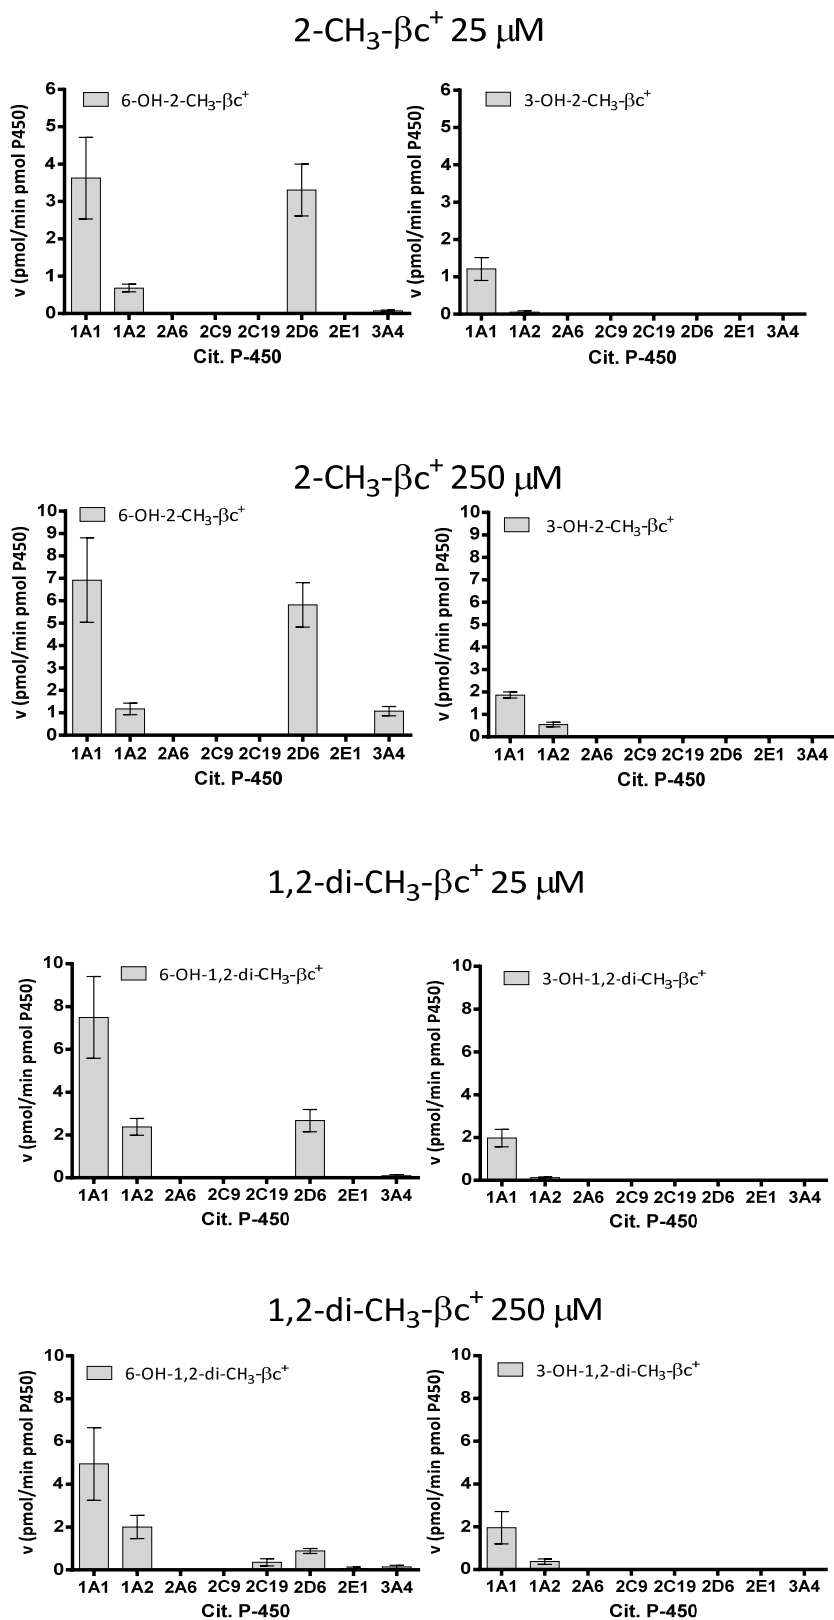 2-CH₃-βc⁺ 25 µM
6-OH-2-CH₃-βc⁺
v (pmol/min pmol P450)
6
5
4
3
2
1
0
1A1 1A2 2A6 2C9 2C19 2D6 2E1 3A4
Cit. P-450
3-OH-2-CH₃-βc⁺
v (pmol/min pmol P450)
6
5
4
3
2
1
0
1A1 1A2 2A6 2C9 2C19 2D6 2E1 3A4
Cit. P-450
2-CH₃-βc⁺ 250 µM
6-OH-2-CH₃-βc⁺
v (pmol/min pmol P450)
10
9
8
7
6
5
4
3
2
1
0
1A1 1A2 2A6 2C9 2C19 2D6 2E1 3A4
Cit. P-450
3-OH-2-CH₃-βc⁺
v (pmol/min pmol P450)
10
9
8
7
6
5
4
3
2
1
0
1A1 1A2 2A6 2C9 2C19 2D6 2E1 3A4
Cit. P-450
1,2-di-CH₃-βc⁺ 25 µM
6-OH-1,2-di-CH₃-βc⁺
v (pmol/min pmol P450)
10
8
6
4
2
0
1A1 1A2 2A6 2C9 2C19 2D6 2E1 3A4
Cit. P-450
3-OH-1,2-di-CH₃-βc⁺
v (pmol/min pmol P450)
10
8
6
4
2
0
1A1 1A2 2A6 2C9 2C19 2D6 2E1 3A4
Cit. P-450
1,2-di-CH₃-βc⁺ 250 µM
6-OH-1,2-di-CH₃-βc⁺
v (pmol/min pmol P450)
10
8
6
4
2
0
1A1 1A2 2A6 2C9 2C19 2D6 2E1 3A4
Cit. P-450
3-OH-1,2-di-CH₃-βc⁺
v (pmol/min pmol P450)
10
8
6
4
2
0
1A1 1A2 2A6 2C9 2C19 2D6 2E1 3A4
Cit. P-450